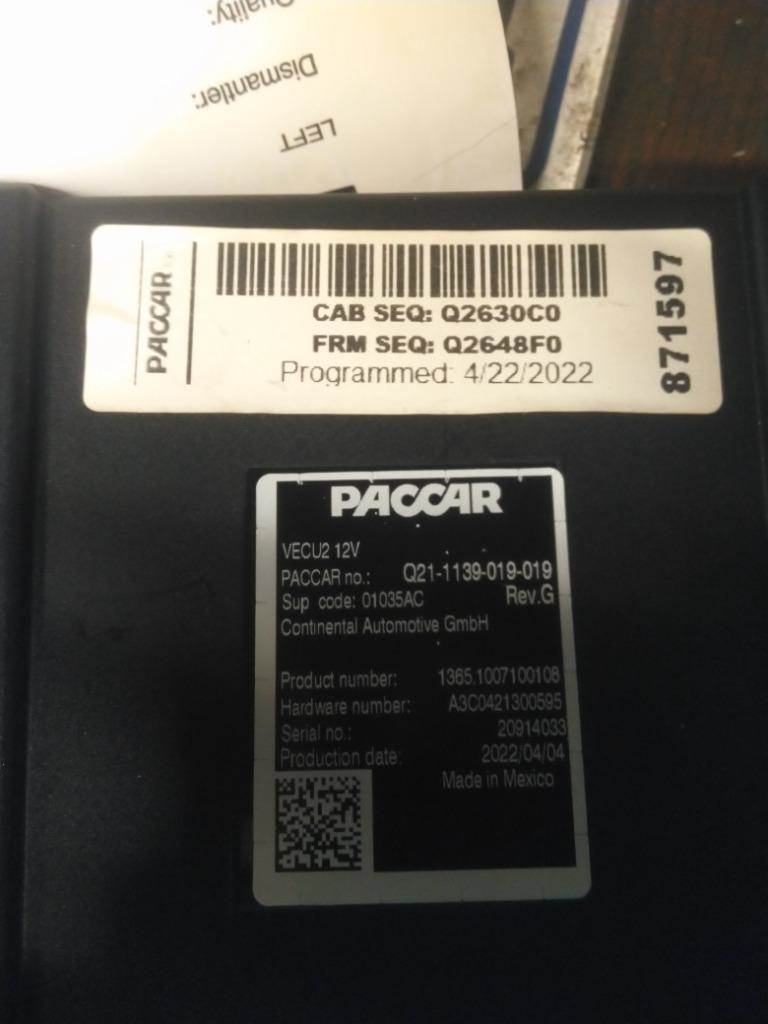 Quality:
Dismantler:
LEFT
PACCAR
CAB SEQ: Q2630C0
FRM SEQ: Q2648F0
Programmed: 4/22/2022
871597
PACCAR
VECU2 12V
PACCAR no.: Q21-1139-019-019
Sup code: 01035AC Rev.G
Continental Automotive GmbH
Product number: 1365.1007100108
Hardware number: A3C0421300595
Serial no.: 20914033
Production date: 2022/04/04
Made in Mexico